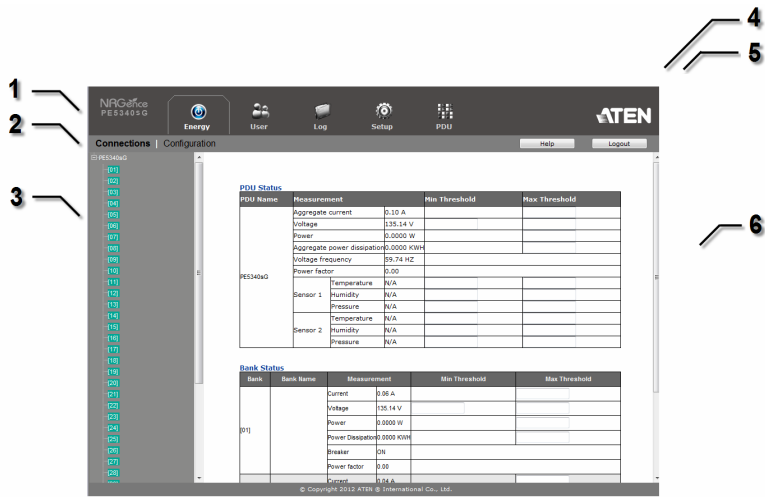 1
2
3
4
5
6
NRGence
PE5340sG
Energy
User
Log
Setup
PDU
ATEN
Connections | Configuration
Help
Logout
PE5340sG
[01]
[02]
[03]
[04]
[05]
[06]
[07]
[08]
[09]
[10]
[11]
[12]
[13]
[14]
[15]
[16]
[17]
[18]
[19]
[20]
[21]
[22]
[23]
[24]
[25]
[26]
[27]
[28]
PDU Status
PDU Name Measurement Min Threshold Max Threshold
PE5340sG
Aggregate current 0.10 A
Voltage 135.14 V
Power 0.0000 W
Aggregate power dissipation 0.0000 KWH
Voltage frequency 59.74 HZ
Power factor 0.00
Sensor 1
Temperature N/A
Humidity N/A
Pressure N/A
Sensor 2
Temperature N/A
Humidity N/A
Pressure N/A
Bank Status
Bank Bank Name Measurement Min Threshold Max Threshold
[01]
Current 0.06 A
Voltage 135.14 V
Power 0.0000 W
Power Dissipation 0.0000 KWH
Breaker ON
Power factor 0.00
Current 0.04 A
© Copyright 2012 ATEN ® International Co., Ltd.